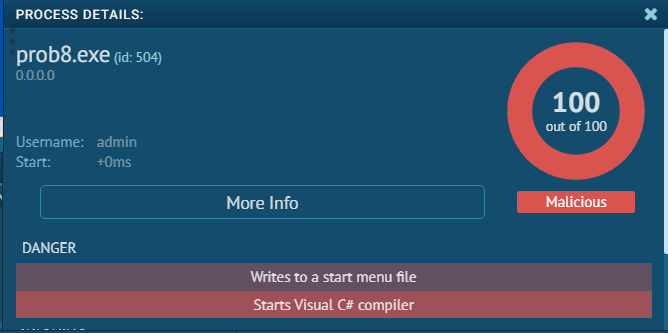 PROCESS DETAILS:
prob8.exe (id: 504)
0.0.0.0
100
out of 100
Username: admin
Start: +0ms
More Info
Malicious
DANGER
Writes to a start menu file
Starts Visual C# compiler